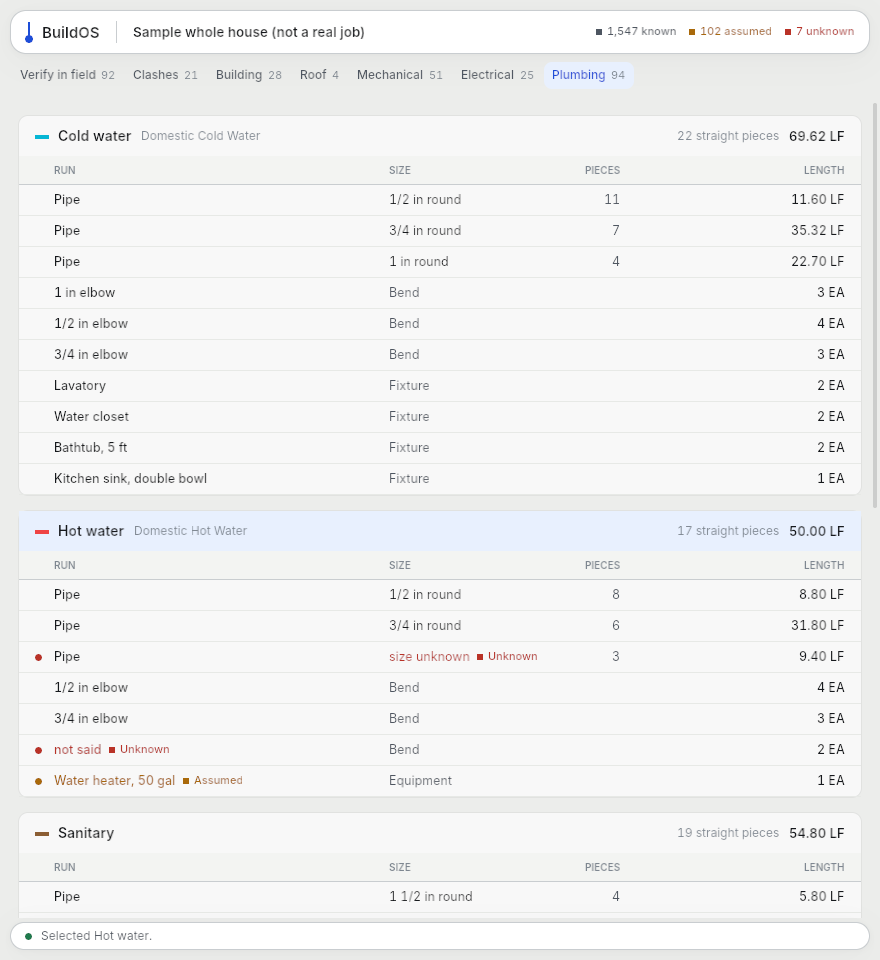 BuildOS Sample whole house (not a real job) 1,547 known 102 assumed 7 unknown
Verify in field 92 Clashes 21 Building 28 Roof 4 Mechanical 51 Electrical 25 Plumbing 94
Cold water Domestic Cold Water 22 straight pieces 69.62 LF
RUN SIZE PIECES LENGTH
Pipe 1/2 in round 11 11.60 LF
Pipe 3/4 in round 7 35.32 LF
Pipe 1 in round 4 22.70 LF
1 in elbow Bend 3 EA
1/2 in elbow Bend 4 EA
3/4 in elbow Bend 3 EA
Lavatory Fixture 2 EA
Water closet Fixture 2 EA
Bathtub, 5 ft Fixture 2 EA
Kitchen sink, double bowl Fixture 1 EA
Hot water Domestic Hot Water 17 straight pieces 50.00 LF
RUN SIZE PIECES LENGTH
Pipe 1/2 in round 8 8.80 LF
Pipe 3/4 in round 6 31.80 LF
Pipe size unknown Unknown 3 9.40 LF
1/2 in elbow Bend 4 EA
3/4 in elbow Bend 3 EA
not said Unknown Bend 2 EA
Water heater, 50 gal Assumed Equipment 1 EA
Sanitary 19 straight pieces 54.80 LF
RUN SIZE PIECES LENGTH
Pipe 1 1/2 in round 4 5.80 LF
Selected Hot water.